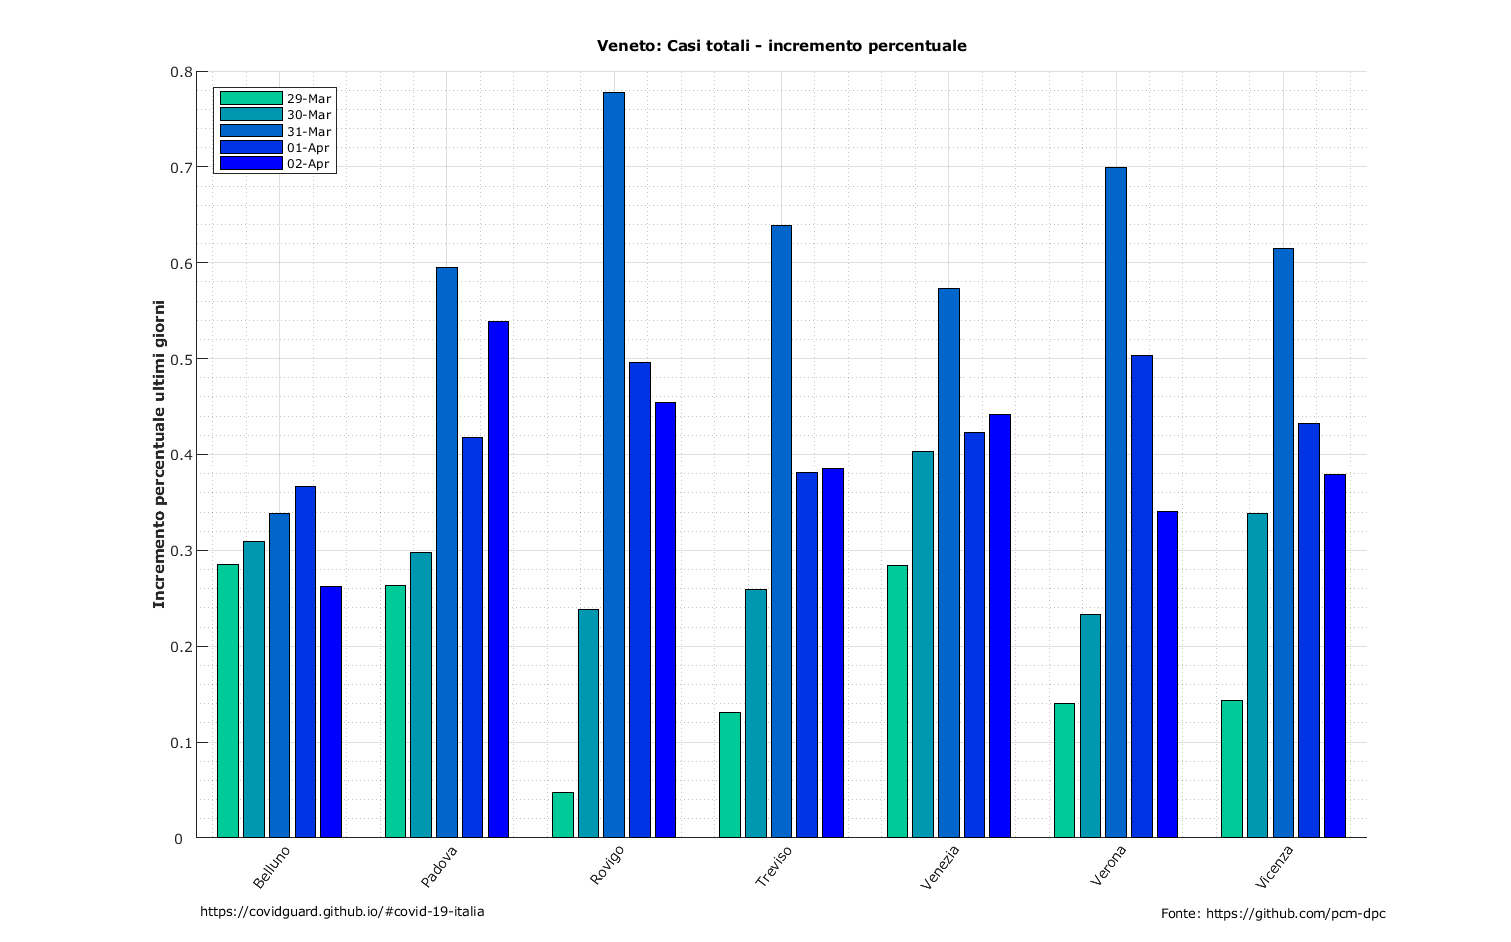 Veneto: Casi totali - incremento percentuale
0.8
0.7
0.6
0.5
0.4
0.3
0.2
0.1
0
Incremento percentuale ultimi giorni
29-Mar
30-Mar
31-Mar
01-Apr
02-Apr
Belluno
Padova
Rovigo
Treviso
Venezia
Verona
Vicenza
https://covidguard.github.io/#covid-19-italia
Fonte: https://github.com/pcm-dpc